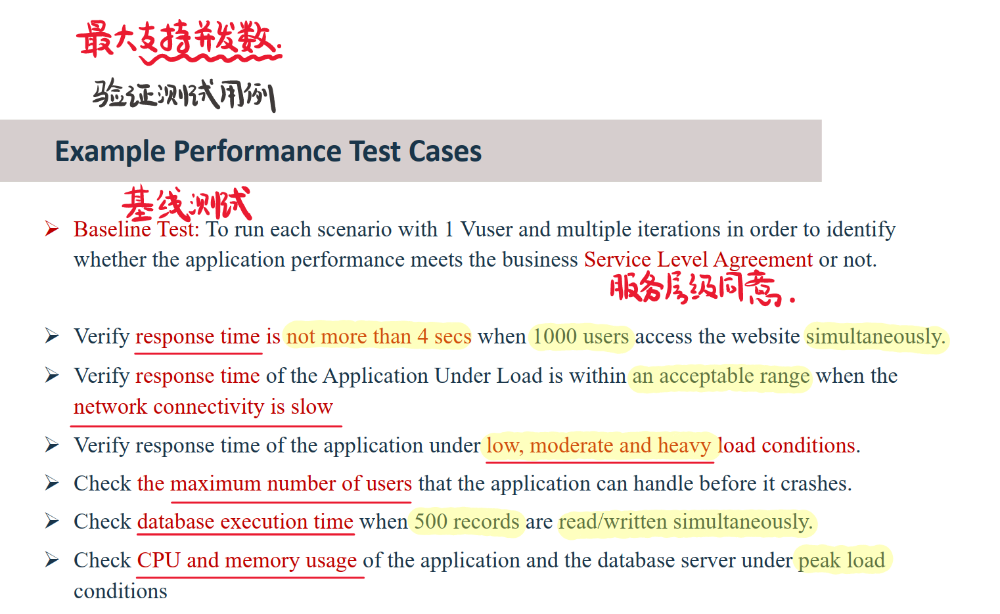 最大支持并发数.
验证测试用例
Example Performance Test Cases
基线测试
Baseline Test: To run each scenario with 1 Vuser and multiple iterations in order to identify
whether the application performance meets the business Service Level Agreement or not.
服务层级同意.
Verify response time is not more than 4 secs when 1000 users access the website simultaneously.
Verify response time of the Application Under Load is within an acceptable range when the
network connectivity is slow
Verify response time of the application under low, moderate and heavy load conditions.
Check the maximum number of users that the application can handle before it crashes.
Check database execution time when 500 records are read/written simultaneously.
Check CPU and memory usage of the application and the database server under peak load
conditions